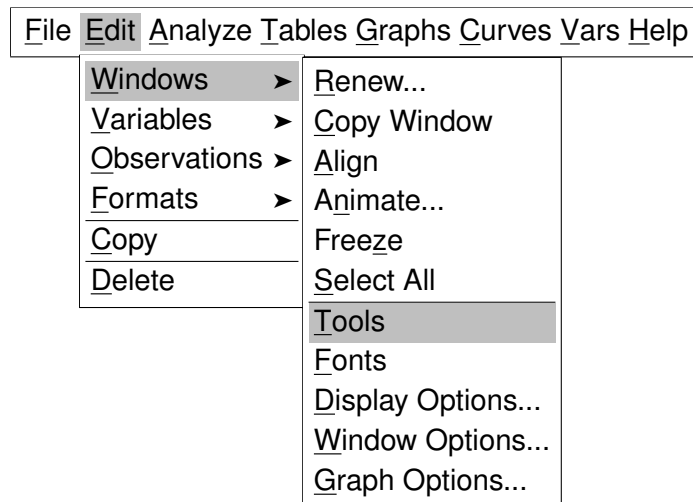 File Edit Analyze Tables Graphs Curves Vars Help
Windows ➤
Variables ➤
Observations ➤
Formats ➤
Copy
Delete
Renew...
Copy Window
Align
Animate...
Freeze
Select All
Tools
Fonts
Display Options...
Window Options...
Graph Options...